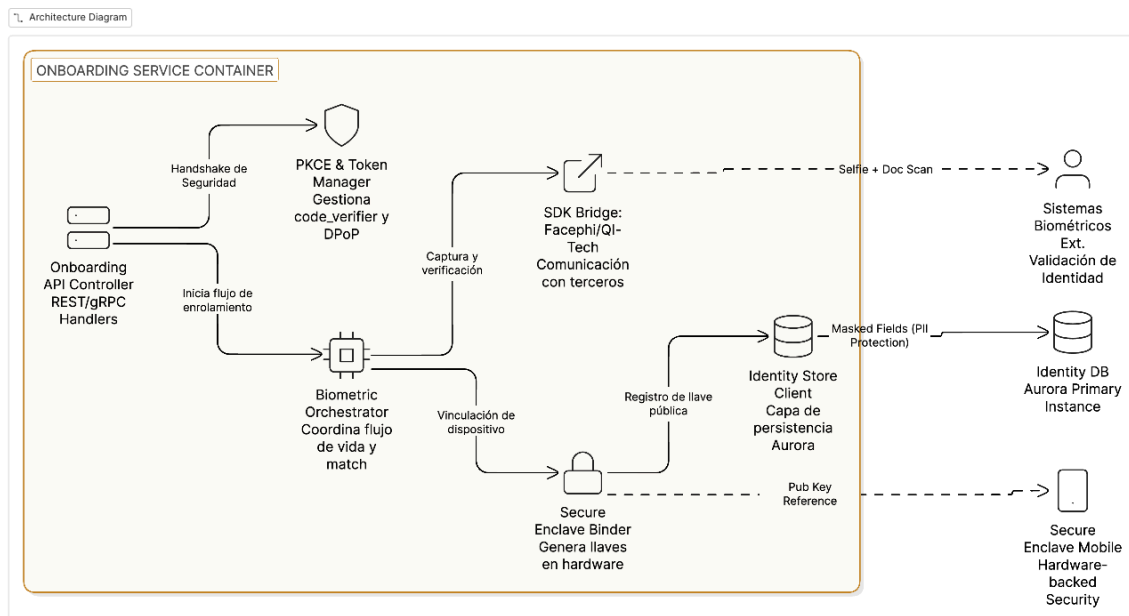 Architecture Diagram
ONBOARDING SERVICE CONTAINER
Handshake de
Seguridad
PKCE & Token
Manager
Gestiona
code_verifier y
DPoP
Onboarding
API Controller
REST/gRPC
Handlers
Inicia flujo de
enrolamiento
Captura y
verificación
SDK Bridge:
Facephi/QI-
Tech
Comunicación
con terceros
Selfie + Doc Scan
Sistemas
Biométricos
Ext.
Validación de
Identidad
Biometric
Orchestrator
Coordina flujo
de vida y
match
Vinculación de
dispositivo
Registro de llave
pública
Identity Store
Client
Capa de
persistencia
Aurora
Masked Fields (PII
Protection)
Identity DB
Aurora Primary
Instance
Secure
Enclave Binder
Genera llaves
en hardware
Pub Key
Reference
Secure
Enclave Mobile
Hardware-
backed
Security